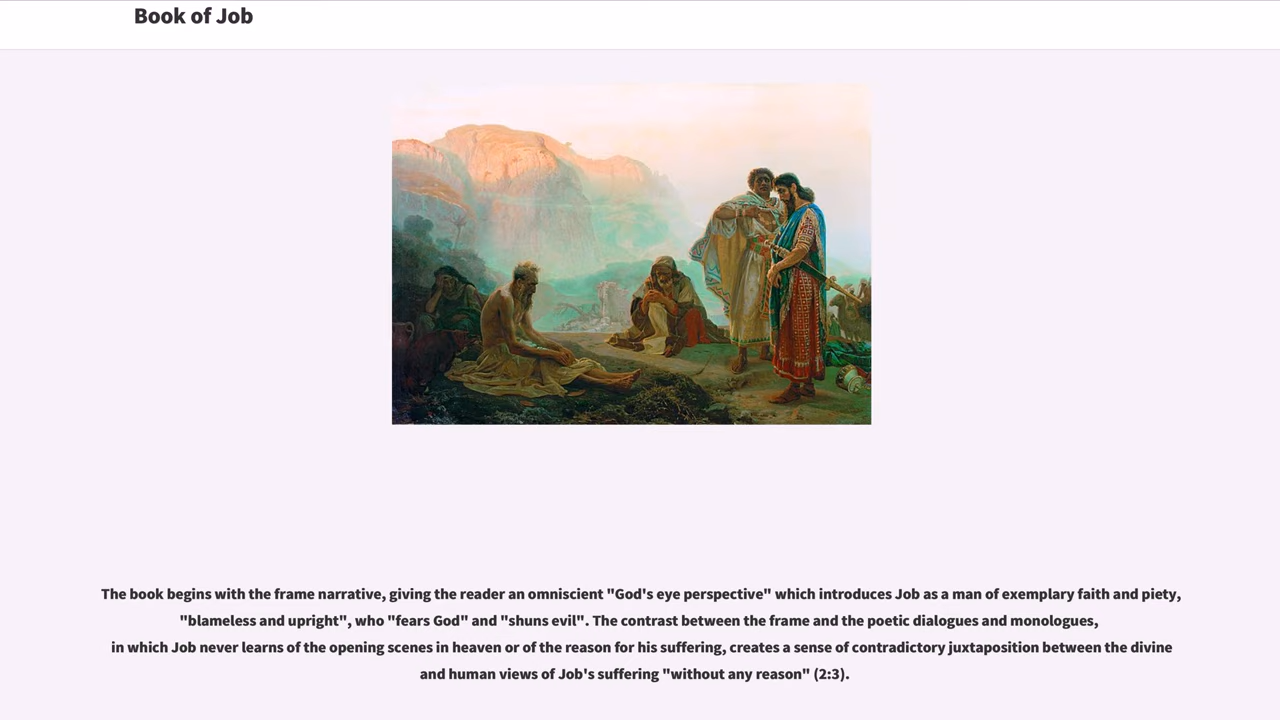 Book of Job
The book begins with the frame narrative, giving the reader an omniscient "God's eye perspective" which introduces Job as a man of exemplary faith and piety,
"blameless and upright", who "fears God" and "shuns evil". The contrast between the frame and the poetic dialogues and monologues,
in which Job never learns of the opening scenes in heaven or of the reason for his suffering, creates a sense of contradictory juxtaposition between the divine
and human views of Job's suffering "without any reason" (2:3).